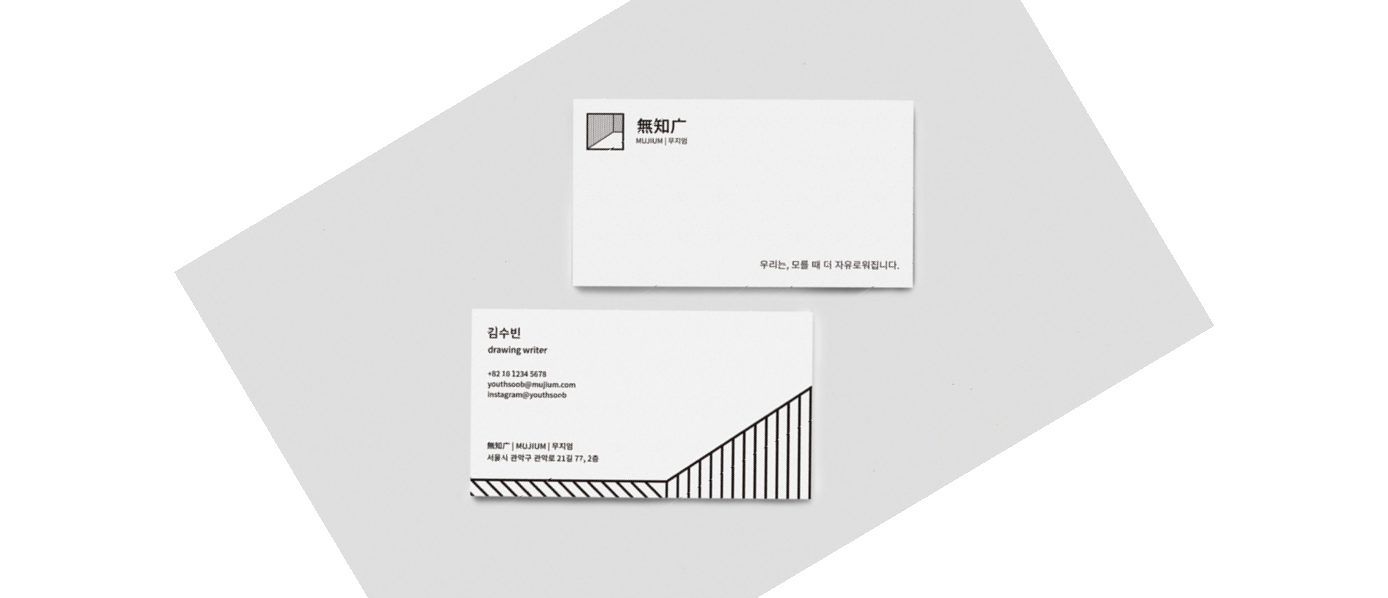 無知广
MUJIUM | 무지엄
우리는, 모를 때 더 자유로워집니다.
김수빈
drawing writer
+82 10 1234 5678
youthsoob@mujium.com
instagram@youthsoob
無知广 | MUJIUM | 무지엄
서울시 관악구 관악로 21길 77, 2층